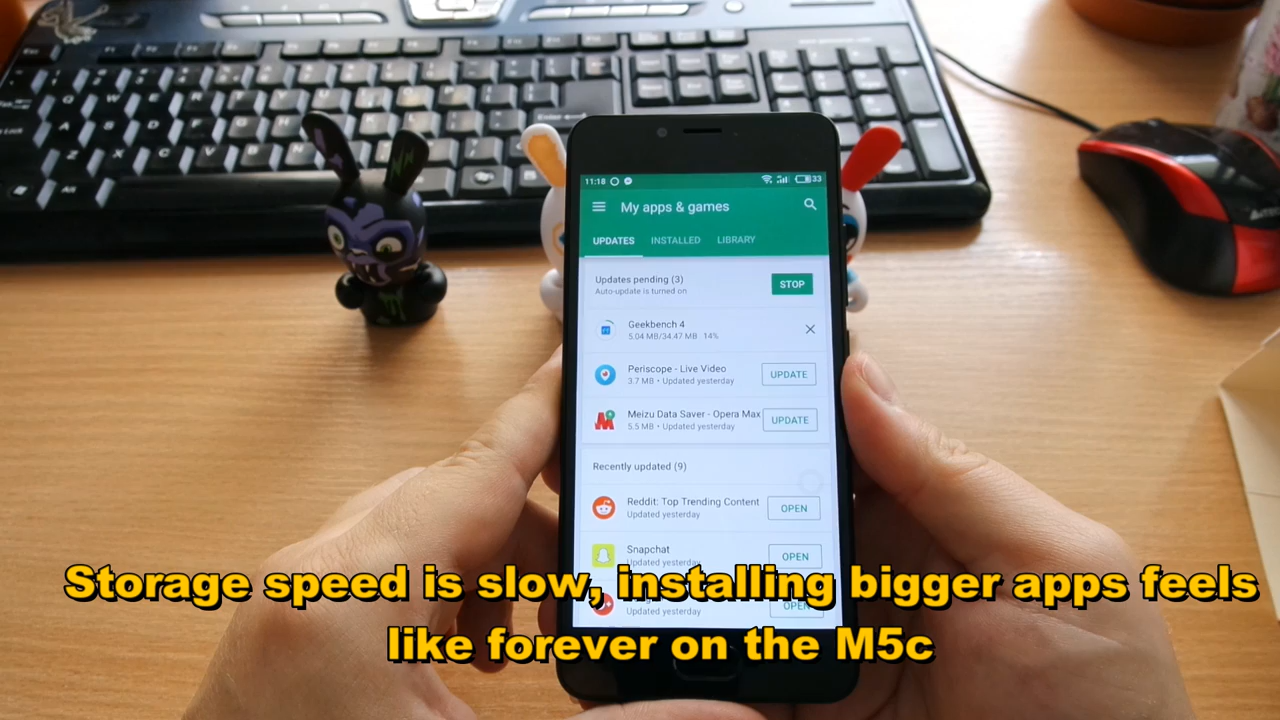 11:18
33
My apps & games
UPDATES INSTALLED LIBRARY
Updates pending (3)
Auto-update is turned on
STOP
Geekbench 4
5.04 MB/34.47 MB 14%
Periscope - Live Video
3.7 MB • Updated yesterday
UPDATE
Meizu Data Saver - Opera Max
5.5 MB • Updated yesterday
UPDATE
Recently updated (9)
Reddit: Top Trending Content
Updated yesterday
OPEN
Snapchat
Updated yesterday
OPEN
Updated yesterday
OPEN
Storage speed is slow, installing bigger apps feels
like forever on the M5c